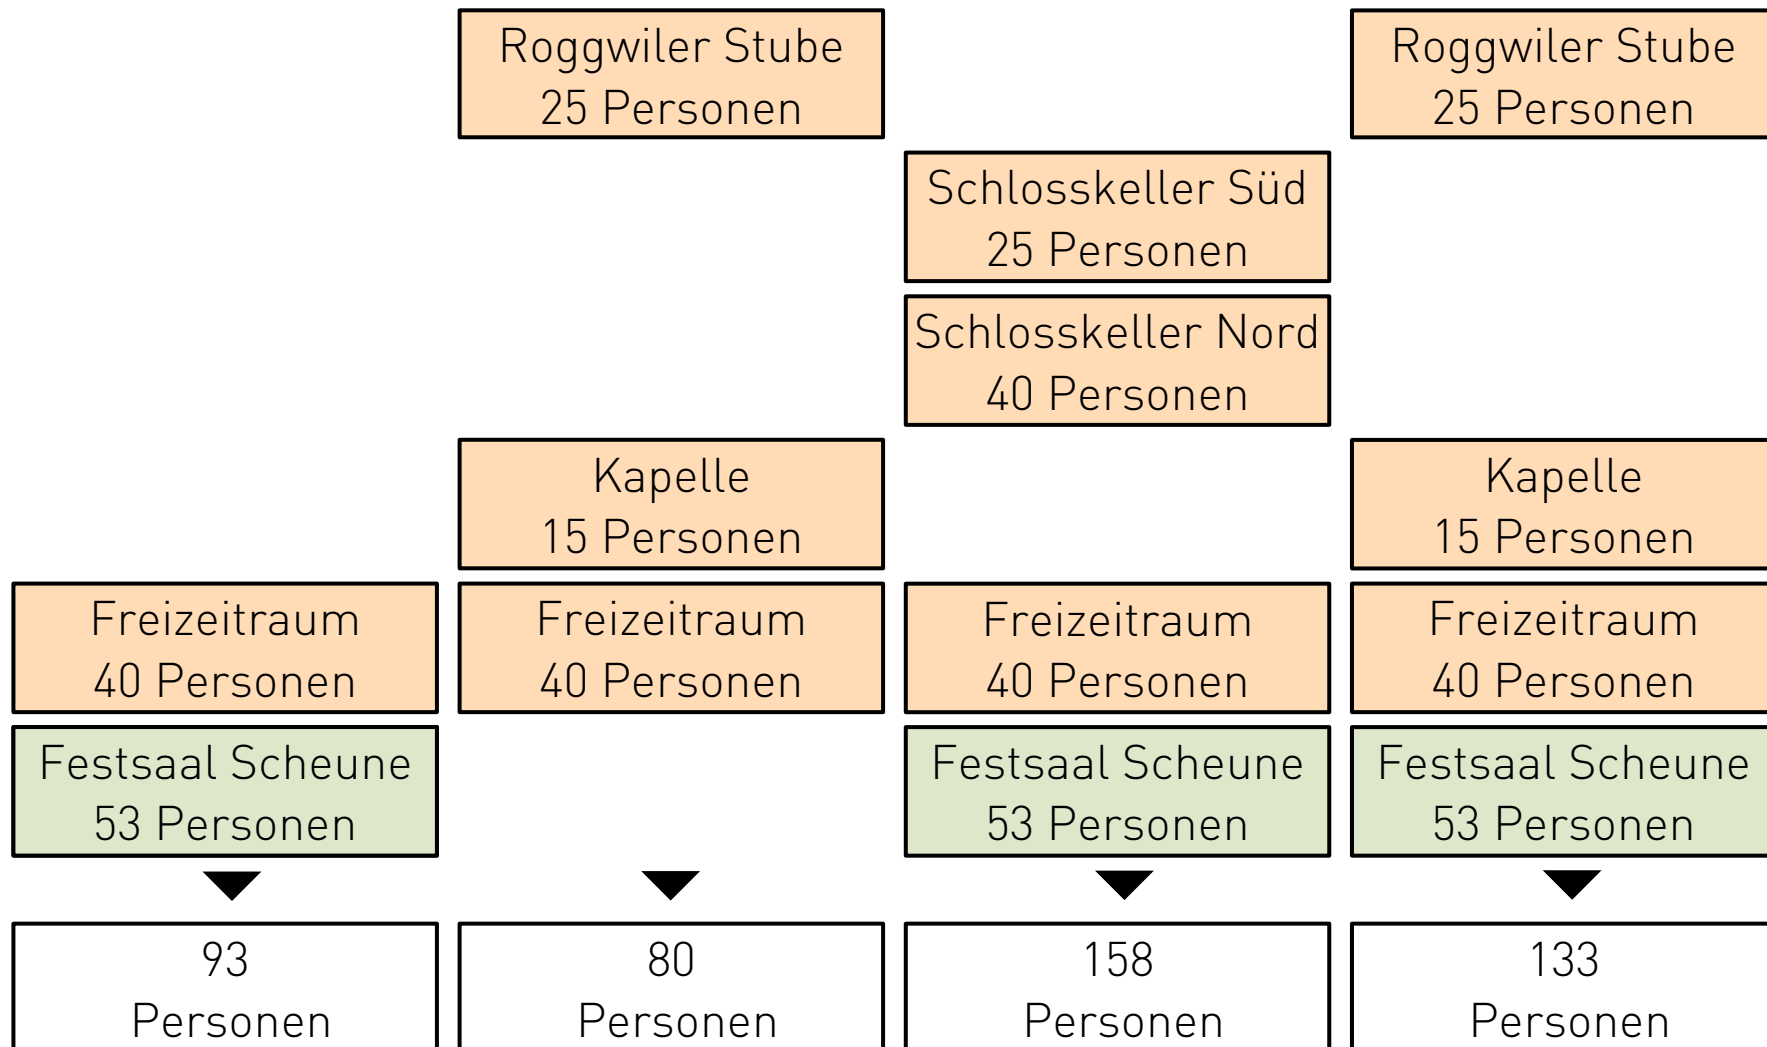 Roggwiler Stube
25 Personen
Roggwiler Stube
25 Personen
Schlosskeller Süd
25 Personen
Schlosskeller Nord
40 Personen
Kapelle
15 Personen
Kapelle
15 Personen
Freizeitraum
40 Personen
Freizeitraum
40 Personen
Freizeitraum
40 Personen
Freizeitraum
40 Personen
Festsaal Scheune
53 Personen
Festsaal Scheune
53 Personen
Festsaal Scheune
53 Personen
93
Personen
80
Personen
158
Personen
133
Personen